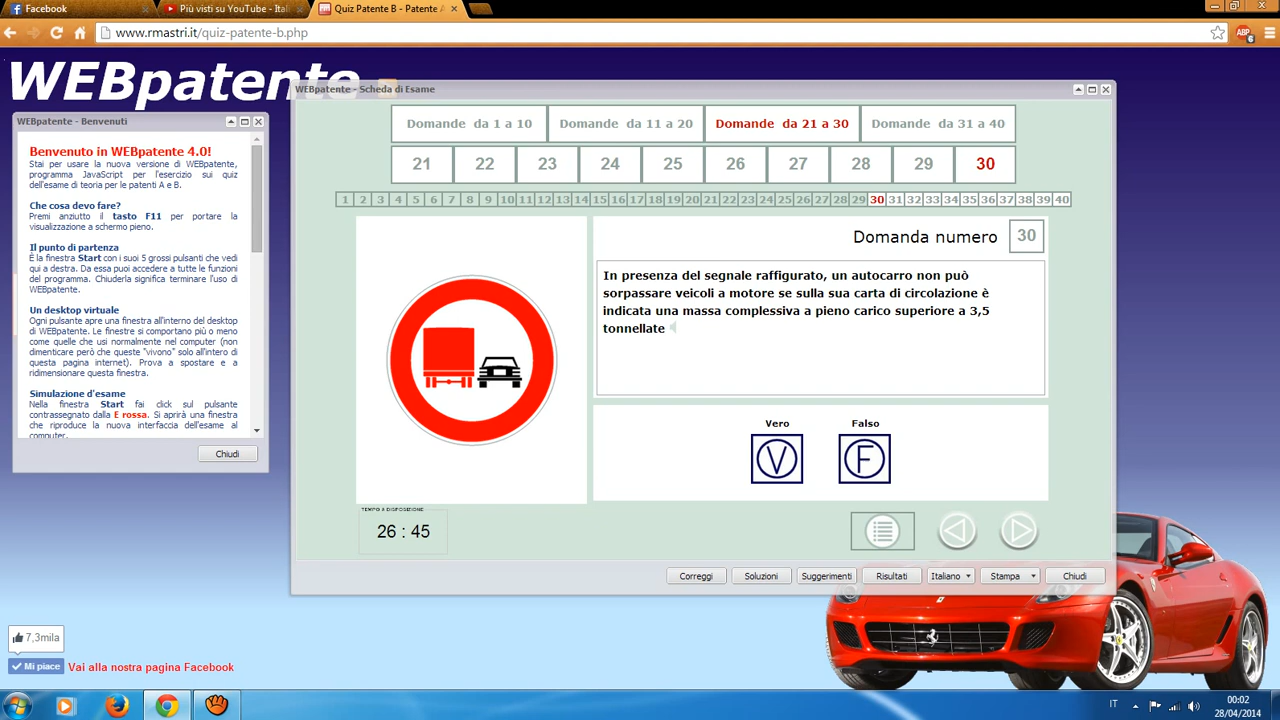 Facebook
Più visti su YouTube - Ital
Quiz Patente B - Patente A
www.rmastri.it/quiz-patente-b.php
ABP
6
WEBpatente
WEBpatente - Benvenuti
Benvenuto in WEBpatente 4.0!
Stai per usare la nuova versione di WEBpatente,
programma JavaScript per l'esercizio sui quiz
dell'esame di teoria per le patenti A e B.
Che cosa devo fare?
Premi anziutto il tasto F11 per portare la
visualizzazione a schermo pieno.
Il punto di partenza
È la finestra Start con i suoi 5 grossi pulsanti che vedi
qui a destra. Da essa puoi accedere a tutte le funzioni
del programma. Chiuderla significa terminare l'uso di
WEBpatente.
Un desktop virtuale
Ogni pulsante apre una finestra all'interno del desktop
di WEBpatente. Le finestre si comportano più o meno
come quelle che usi normalmente nel computer (non
dimenticare però che queste "vivono" solo all'intero di
questa pagina internet). Prova a spostare e a
ridimensionare questa finestra.
Simulazione d'esame
Nella finestra Start fai click sul pulsante
contrassegnato dalla E rossa. Si aprirà una finestra
che riproduce la nuova interfaccia dell'esame al
computer.
Chiudi
WEBpatente - Scheda di Esame
Domande da 1 a 10
Domande da 11 a 20
Domande da 21 a 30
Domande da 31 a 40
21 22 23 24 25 26 27 28 29 30
1 2 3 4 5 6 7 8 9 10 11 12 13 14 15 16 17 18 19 20 21 22 23 24 25 26 27 28 29 30 31 32 33 34 35 36 37 38 39 40
Domanda numero 30
In presenza del segnale raffigurato, un autocarro non può
sorpassare veicoli a motore se sulla sua carta di circolazione è
indicata una massa complessiva a pieno carico superiore a 3,5
tonnellate
Vero
Falso
V
F
TEMPO A DISPOSIZIONE
26 : 45
Correggi
Soluzioni
Suggerimenti
Risultati
Italiano
Stampa
Chiudi
7,3mila
Mi piace
Vai alla nostra pagina Facebook
IT
00:02
28/04/2014